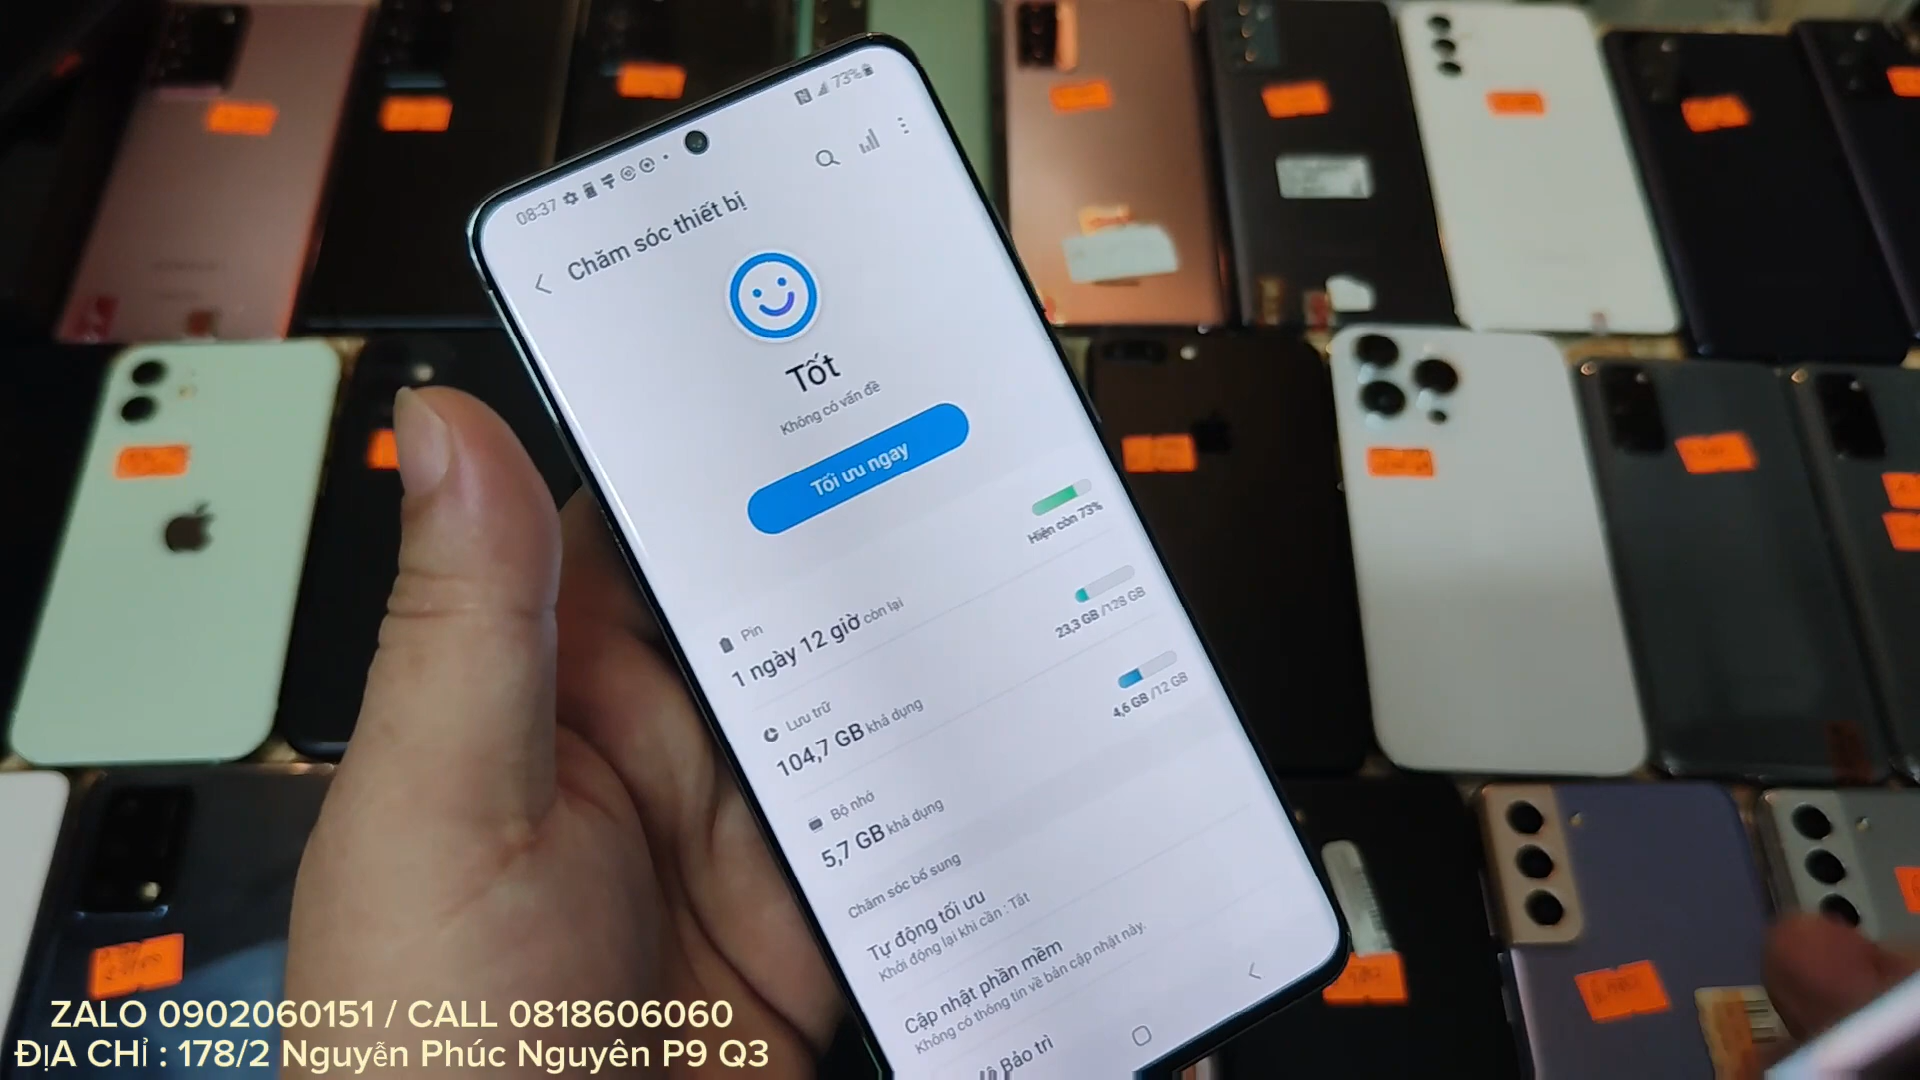 08:37
73%
Chăm sóc thiết bị
Tốt
Không có vấn đề
Tối ưu ngay
Pin
1 ngày 12 giờ còn lại
Hiện còn 73%
Lưu trữ
104,7 GB khả dụng
23,3 GB /128 GB
Bộ nhớ
5,7 GB khả dụng
4,6 GB /12 GB
Chăm sóc bổ sung
Tự động tối ưu
Khởi động lại khi cần : Tắt
Cập nhật phần mềm
Không có thông tin về bản cập nhật này.
Bảo trì
ZALO 0902060151 / CALL 0818606060
ĐỊA CHỈ : 178/2 Nguyễn Phúc Nguyên P9 Q3